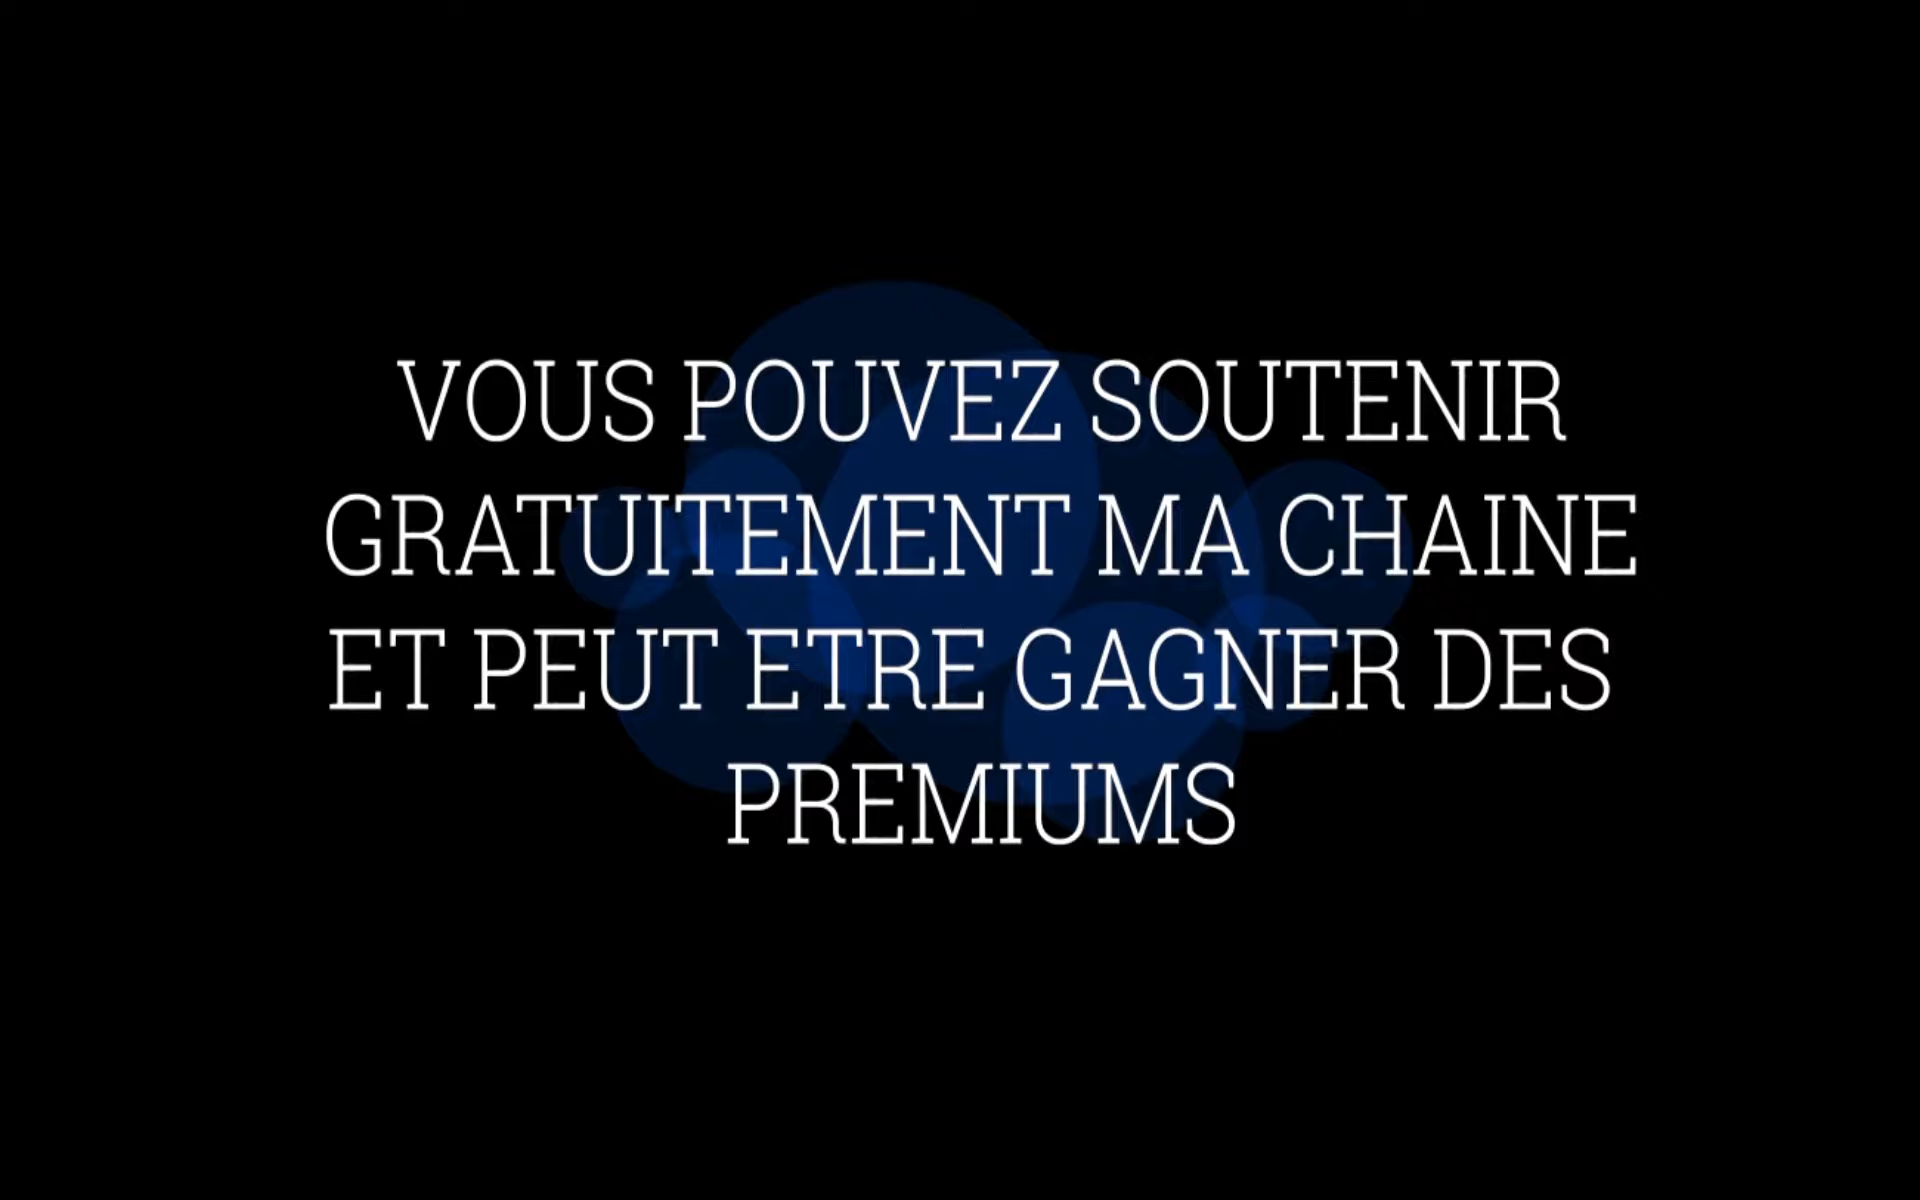 VOUS POUVEZ SOUTENIR
GRATUITEMENT MA CHAINE
ET PEUT ETRE GAGNER DES
PREMIUMS